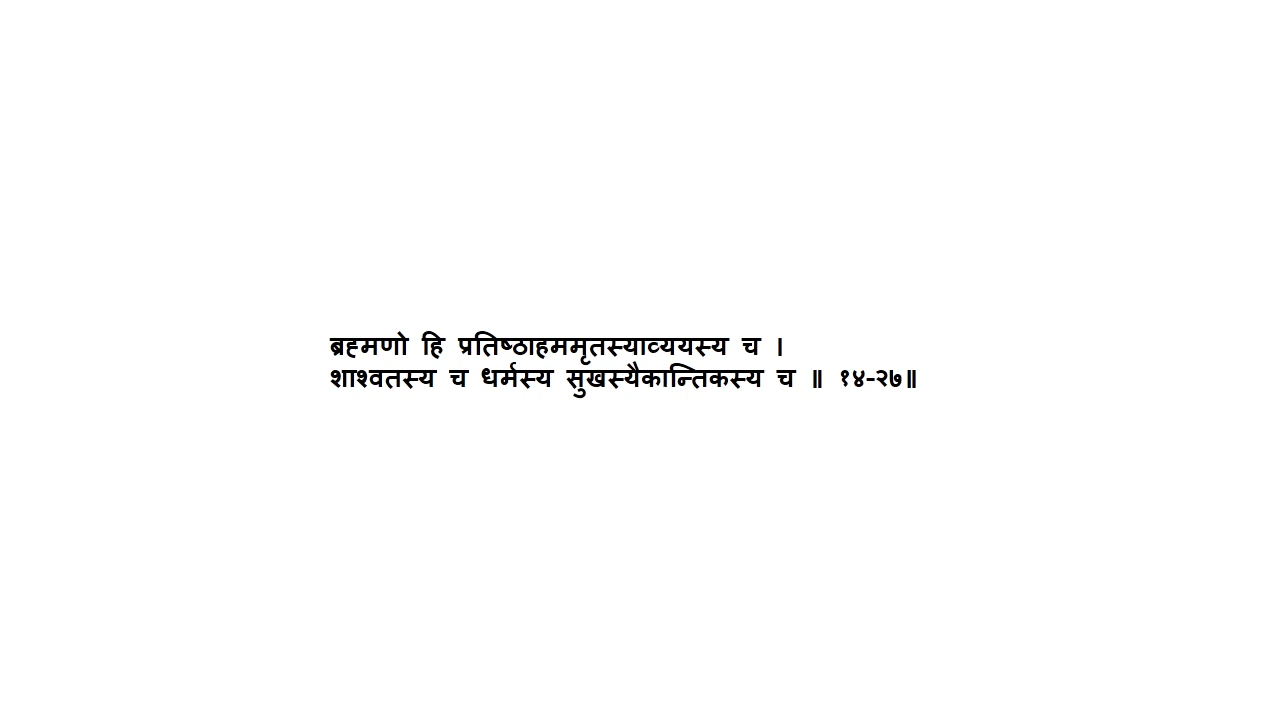 ब्रह्मणो हि प्रतिष्ठाहममृतस्याव्ययस्य च ।
शाश्वतस्य च धर्मस्य सुखस्यैकान्तिकस्य च ॥ १४-२७॥